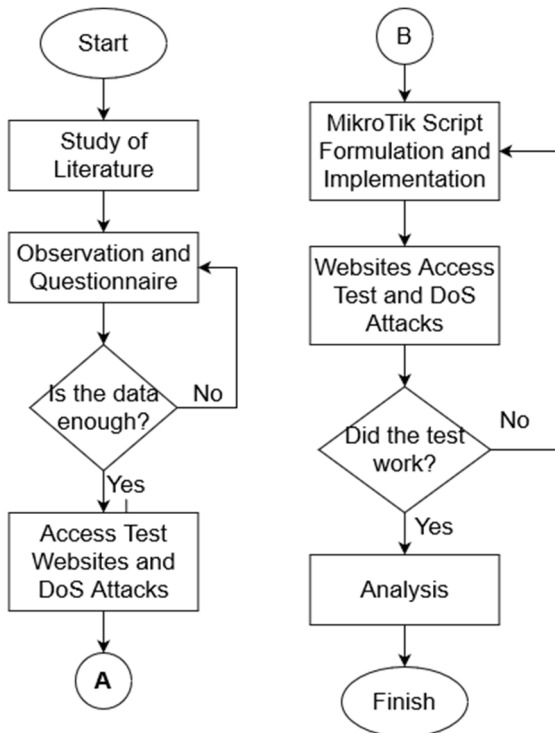 Start
Study of
Literature
Observation and
Questionnaire
Is the data
enough?
No
Yes
Access Test
Websites and
DoS Attacks
A
B
MikroTik Script
Formulation and
Implementation
Websites Access
Test and DoS
Attacks
Did the test
work?
No
Yes
Analysis
Finish